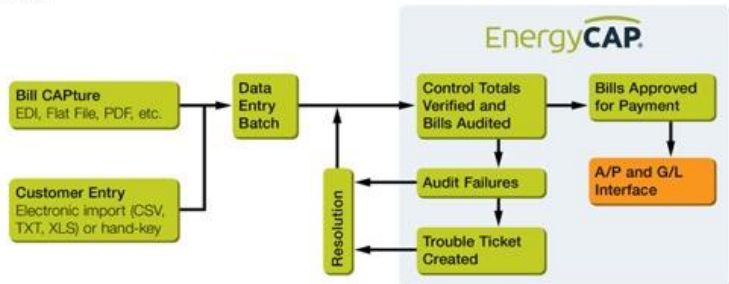 EnergyCAP.
Bill CAPture
EDI, Flat File, PDF, etc.
Customer Entry
Electronic import (CSV,
TXT, XLS) or hand-key
Data
Entry
Batch
Resolution
Control Totals
Verified and
Bills Audited
Audit Failures
Trouble Ticket
Created
Bills Approved
for Payment
A/P and G/L
Interface